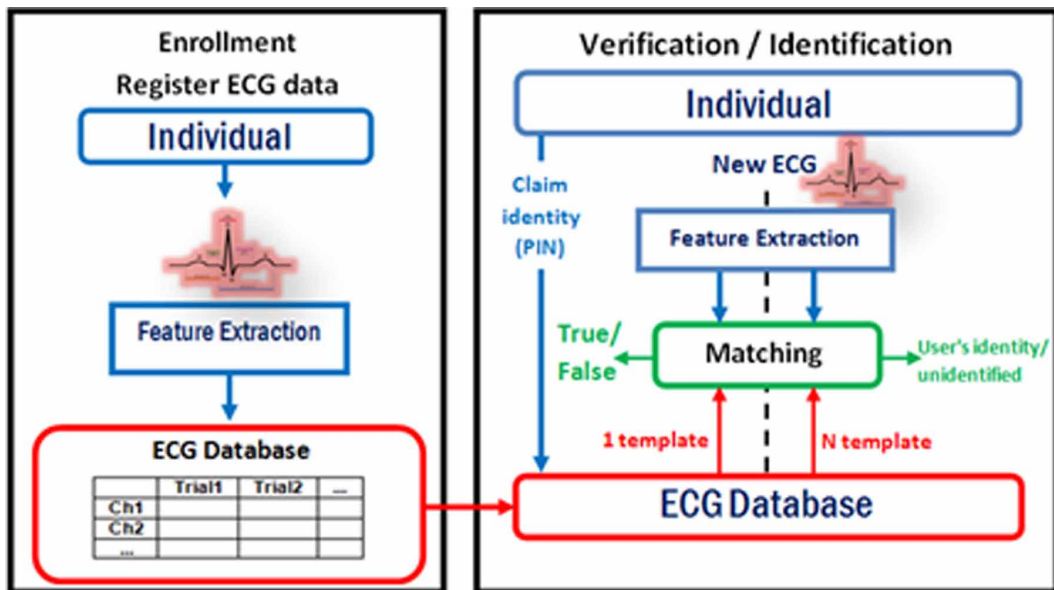 Enrollment
Register ECG data
Individual
Feature Extraction
ECG Database
Trial1 Trial2 ...
Ch1
Ch2
...
Verification / Identification
Individual
New ECG
Claim
identity
(PIN)
Feature Extraction
True/
False
Matching
User's identity/
unidentified
1 template
N template
ECG Database